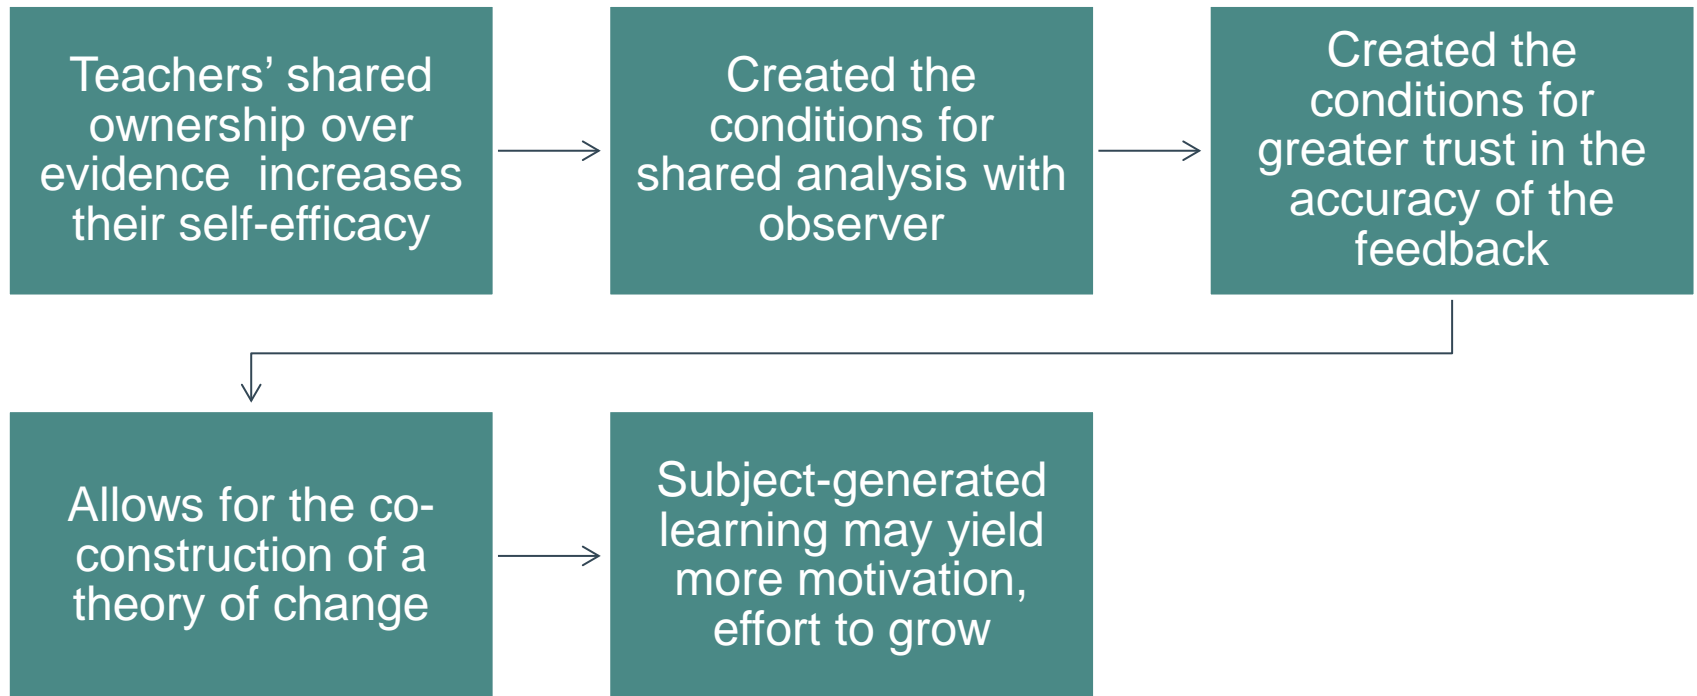 Teachers’ shared
ownership over
evidence  increases
their self-efficacy
Created the
conditions for
shared analysis with
observer
Created the
conditions for
greater trust in the
accuracy of the
feedback
Allows for the co-
construction of a
theory of change
Subject-generated
learning may yield
more motivation,
effort to grow